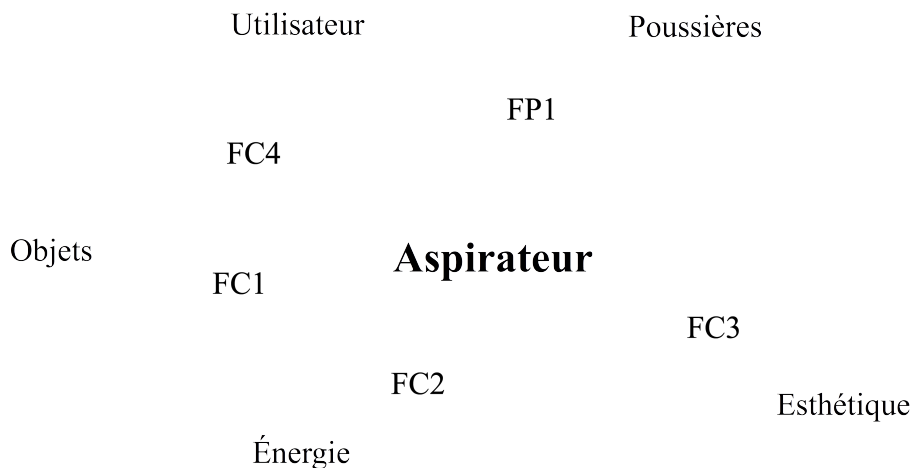 Utilisateur
Poussières
FP1
FC4
Objets
Aspirateur
FC1
FC3
FC2
Esthétique
Énergie